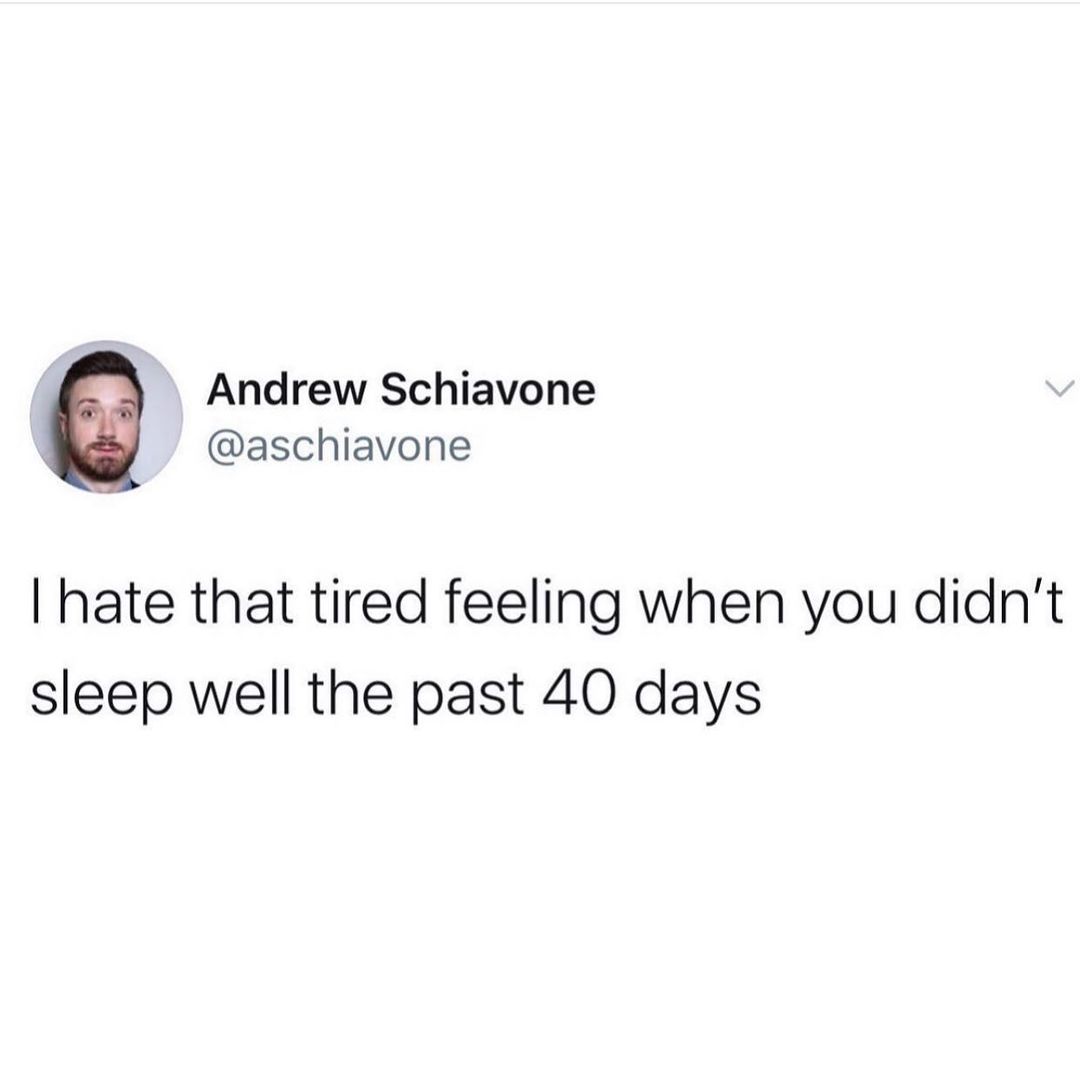 Andrew Schiavone
@aschiavone
I hate that tired feeling when you didn't
sleep well the past 40 days